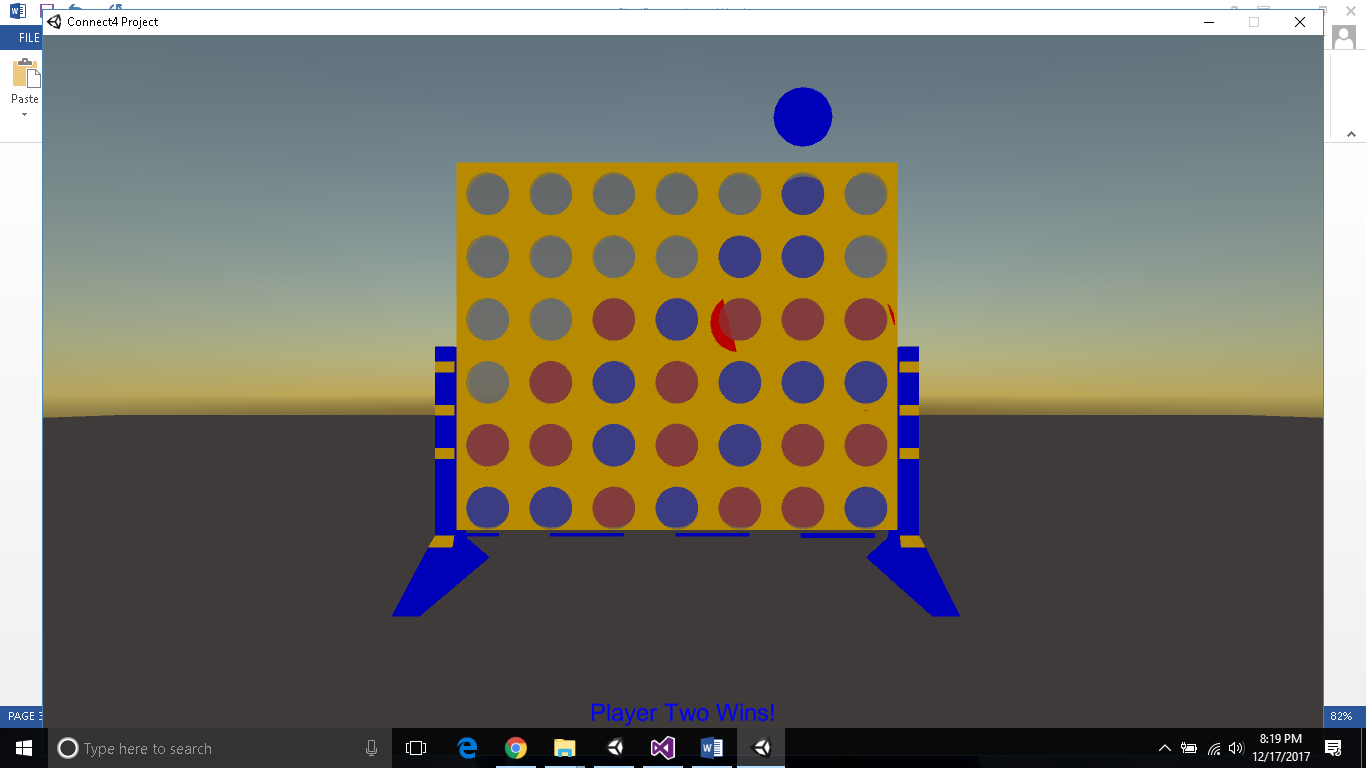 Connect4 Project
FILE
Paste
Player Two Wins!
PAGE 3
82%
Type here to search
8:19 PM
12/17/2017